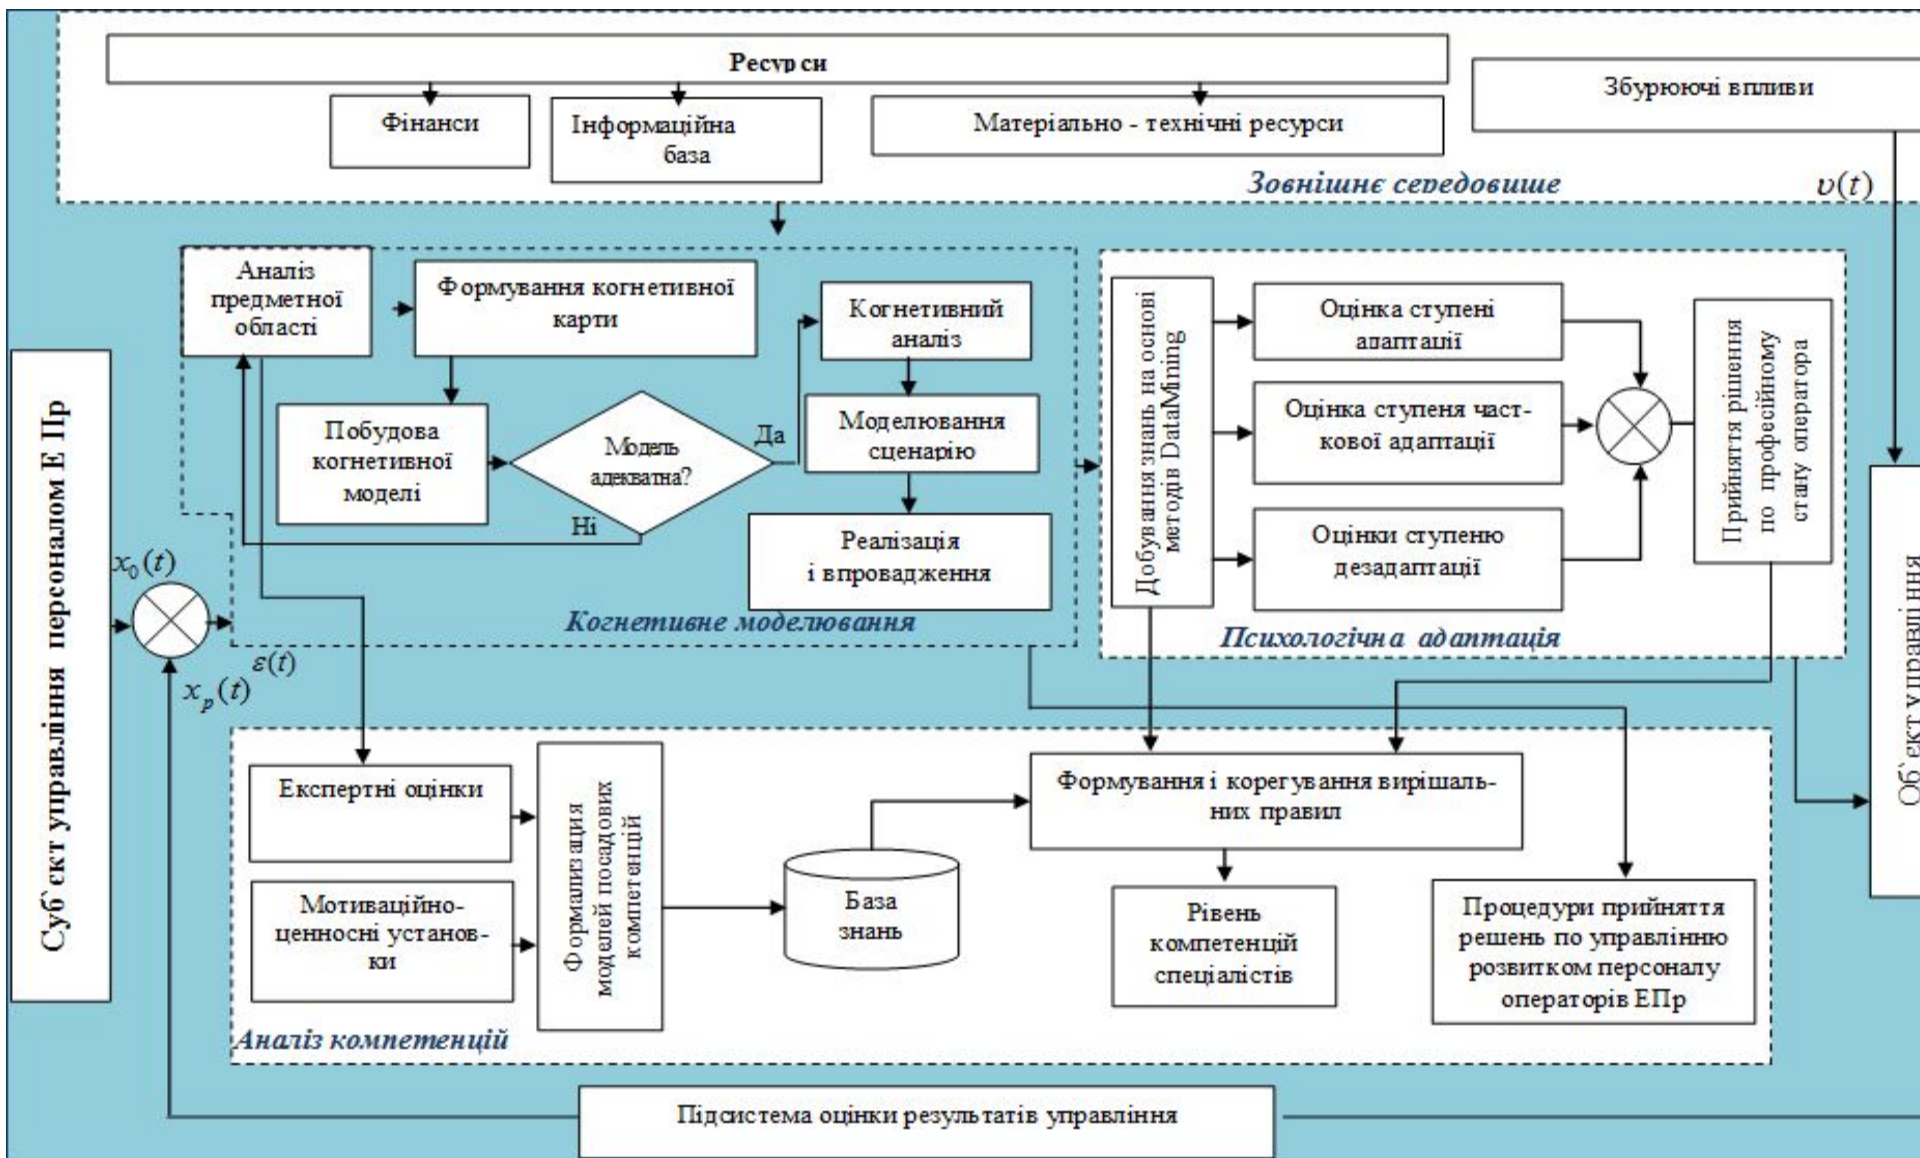 Ресурси
Фінанси
Інформаційна
база
Матеріально - технічні ресурси
Збурюючі впливи
Зовнішнє середовише
υ(t)
Суб`єкт управління персоналом Е Пр
x₀(t)
xₚ(t)
ε(t)
Аналіз
предметної
області
Формування когнетивної
карти
Побудова
когнетивної
моделі
Модель
адекватна?
Да
Ні
Когнетивний
аналіз
Моделювання
сценарію
Реалізація
і впровадження
Когнетивне моделювання
Добування знань на основі
методів DataMining
Оцінка ступені
адаптації
Оцінка ступеня част-
кової адаптації
Оцінки ступеню
дезадаптації
Прийняття рішення
по професійному
стану оператора
Психологічна адаптація
Об`єкт управління
Експертні оцінки
Мотиваційно-
ценносні установ-
ки
Формализация
моделей посадових
компетенцій
База
знань
Формування і корегування вирішаль-
них правил
Рівень
компетенцій
спеціалістів
Процедури прийняття
решень по управлінню
розвитком персоналу
операторів ЕПр
Аналіз компетенцій
Підсистема оцінки результатів управління